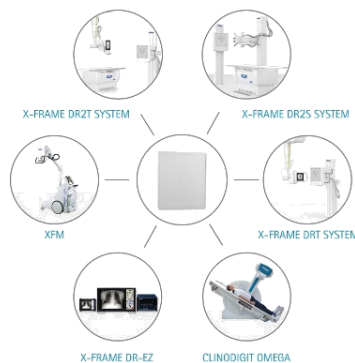 X-FRAME DR2T SYSTEM
X-FRAME DR2S SYSTEM
XFM
X-FRAME DRT SYSTEM
X-FRAME DR-EZ
CLINODIGIT OMEGA